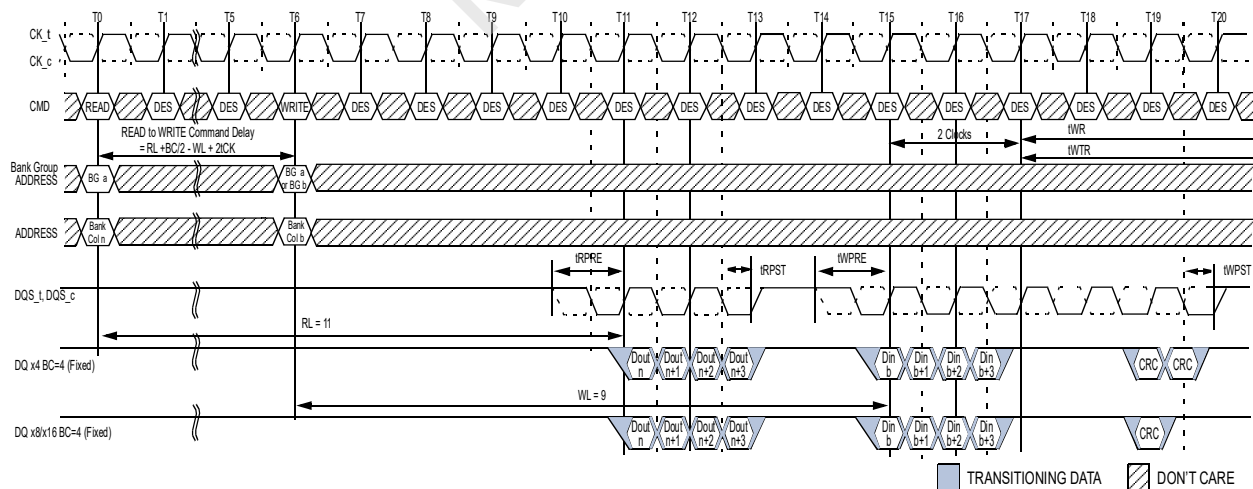 T0 T1 T5 T6 T7 T8 T9 T10 T11 T12 T13 T14 T15 T16 T17 T18 T19 T20
CK_t
CK_c
CMD READ DES DES WRITE DES DES DES DES DES DES DES DES DES DES DES DES DES DES
READ to WRITE Command Delay
= RL +BC/2 - WL + 2tCK
2 Clocks
tWR
tWTR
Bank Group
ADDRESS
BG a
BG a
or BG b
ADDRESS
Bank
Col n
Bank
Col b
tRPRE tRPST tWPRE tWPST
DQS_t, DQS_c
RL = 11
DQ x4 BC=4 (Fixed)
Dout Dout Dout Dout Din Din Din Din
n n+1 n+2 n+3 b b+1 b+2 b+3
CRC CRC
WL = 9
DQ x8/x16 BC=4 (Fixed)
Dout Dout Dout Dout Din Din Din Din
n n+1 n+2 n+3 b b+1 b+2 b+3
CRC
TRANSITIONING DATA DON'T CARE